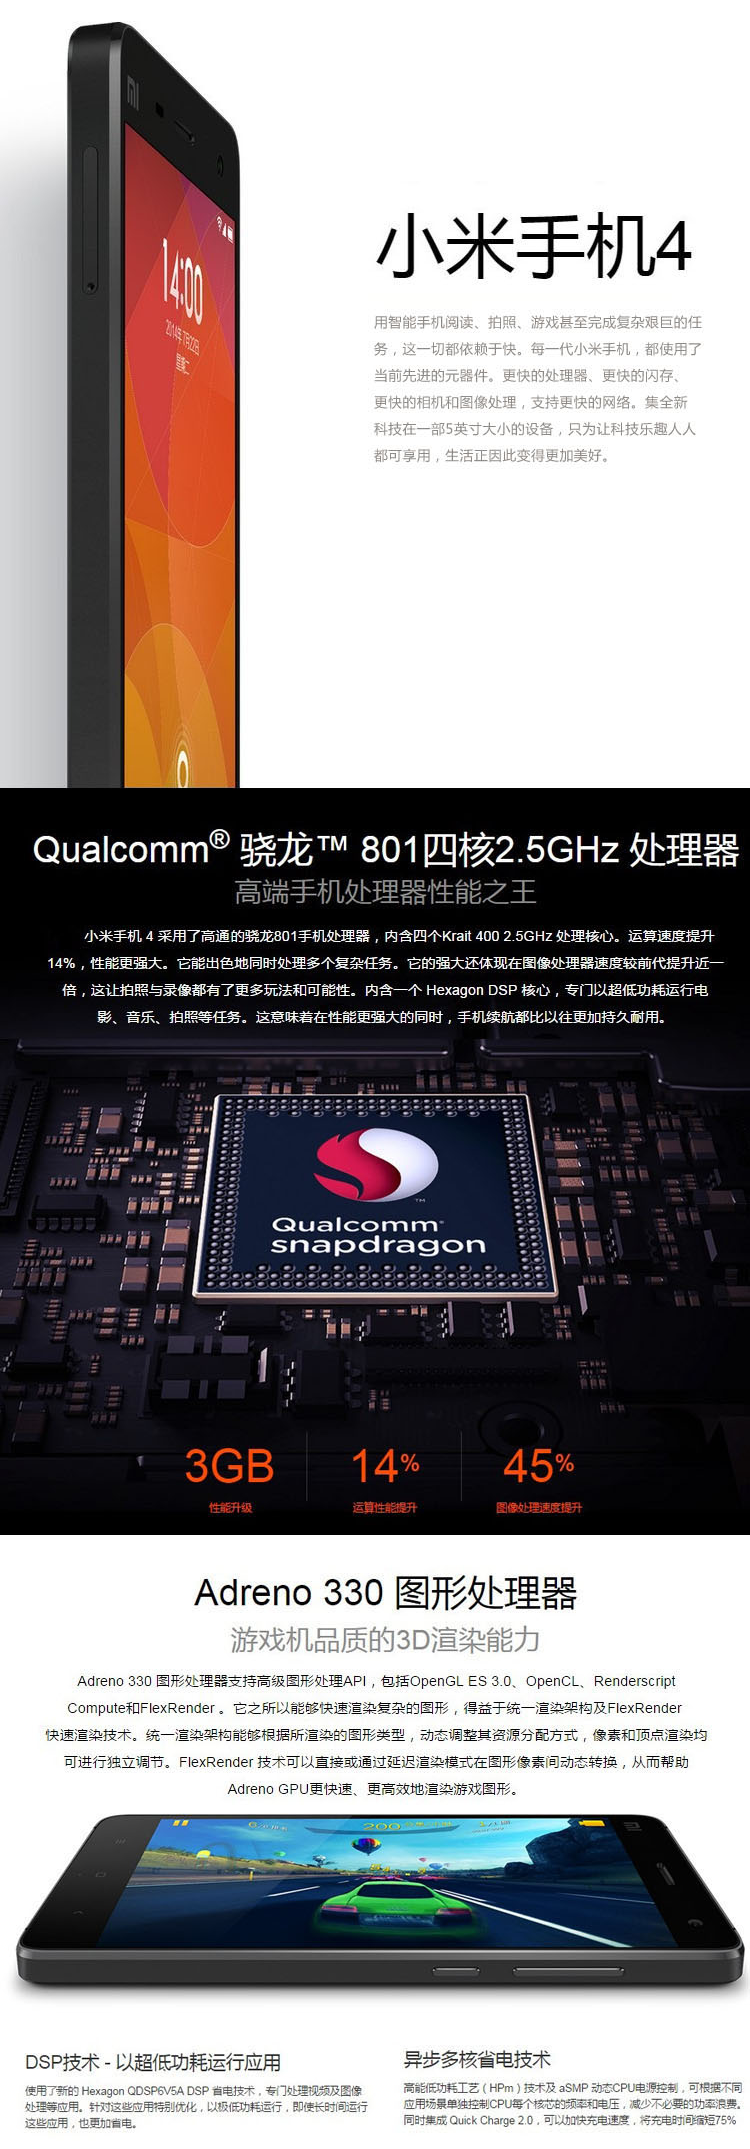 14:00
2014年7月22日
星期二
小米手机4
用智能手机阅读、拍照、游戏甚至完成复杂艰巨的任
务，这一切都依赖于快。每一代小米手机，都使用了
当前先进的元器件。更快的处理器、更快的闪存、
更快的相机和图像处理，支持更快的网络。集全新
科技在一部5英寸大小的设备，只为让科技乐趣人人
都可享用，生活正因此变得更加美好。
Qualcomm® 骁龙™ 801四核2.5GHz 处理器
高端手机处理器性能之王
小米手机 4 采用了高通的骁龙801手机处理器，内含四个Krait 400 2.5GHz 处理核心。运算速度提升
14%，性能更强大。它能出色地同时处理多个复杂任务。它的强大还体现在图像处理器速度较前代提升近一
倍，这让拍照与录像都有了更多玩法和可能性。内含一个 Hexagon DSP 核心，专门以超低功耗运行电
影、音乐、拍照等任务。这意味着在性能更强大的同时，手机续航都比以往更加持久耐用。
Qualcomm®
snapdragon™
3GB 14% 45%
性能升级 运算性能提升 图像处理速度提升
Adreno 330 图形处理器
游戏机品质的3D渲染能力
Adreno 330 图形处理器支持高级图形处理API，包括OpenGL ES 3.0、OpenCL、Renderscript
Compute和FlexRender 。它之所以能够快速渲染复杂的图形，得益于统一渲染架构及FlexRender
快速渲染技术。统一渲染架构能够根据所渲染的图形类型，动态调整其资源分配方式，像素和顶点渲染均
可进行独立调节。FlexRender 技术可以直接或通过延迟渲染模式在图形像素间动态转换，从而帮助
Adreno GPU更快速、更高效地渲染游戏图形。
DSP技术 - 以超低功耗运行应用
使用了新的 Hexagon QDSP6V5A DSP 省电技术，专门处理视频及图像
处理等应用。针对这些应用特别优化，以极低功耗运行，即使长时间运行
这些应用，也更加省电。
异步多核省电技术
高能低功耗工艺（HPm）技术及 aSMP 动态CPU电源控制，可根据不同
应用场景单独控制CPU每个核芯的频率和电压，减少不必要的功率浪费。
同时集成 Quick Charge 2.0，可以加快充电速度，将充电时间缩短75%